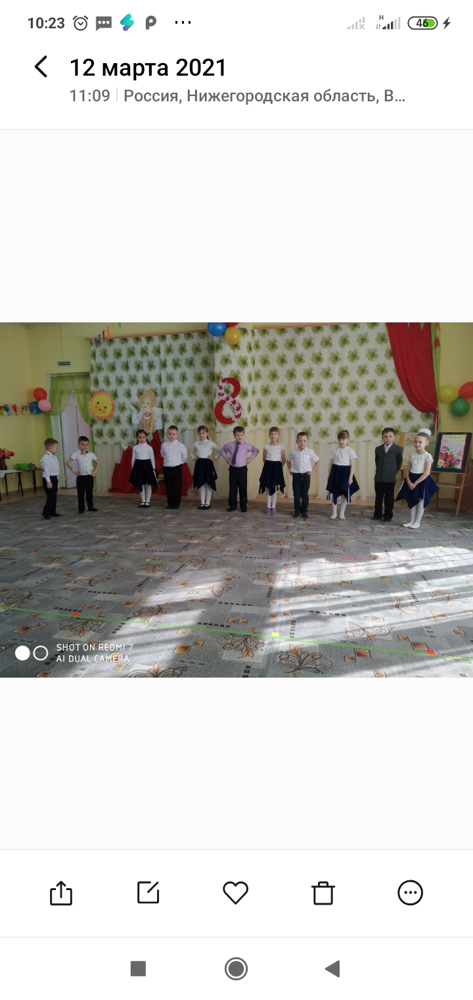 10:23
46
H
12 марта 2021
11:09 | Россия, Нижегородская область, В...
8
SHOT ON REDMI 7
AI DUAL CAMERA